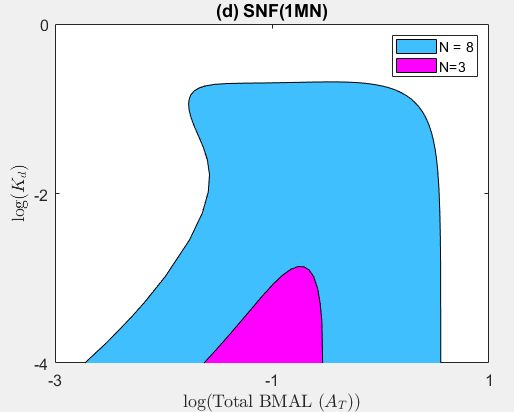 (d) SNF(1MN)
N = 8
N=3
0
-2
-4
log(K_d)
-3
-1
1
log(Total BMAL (A_T))